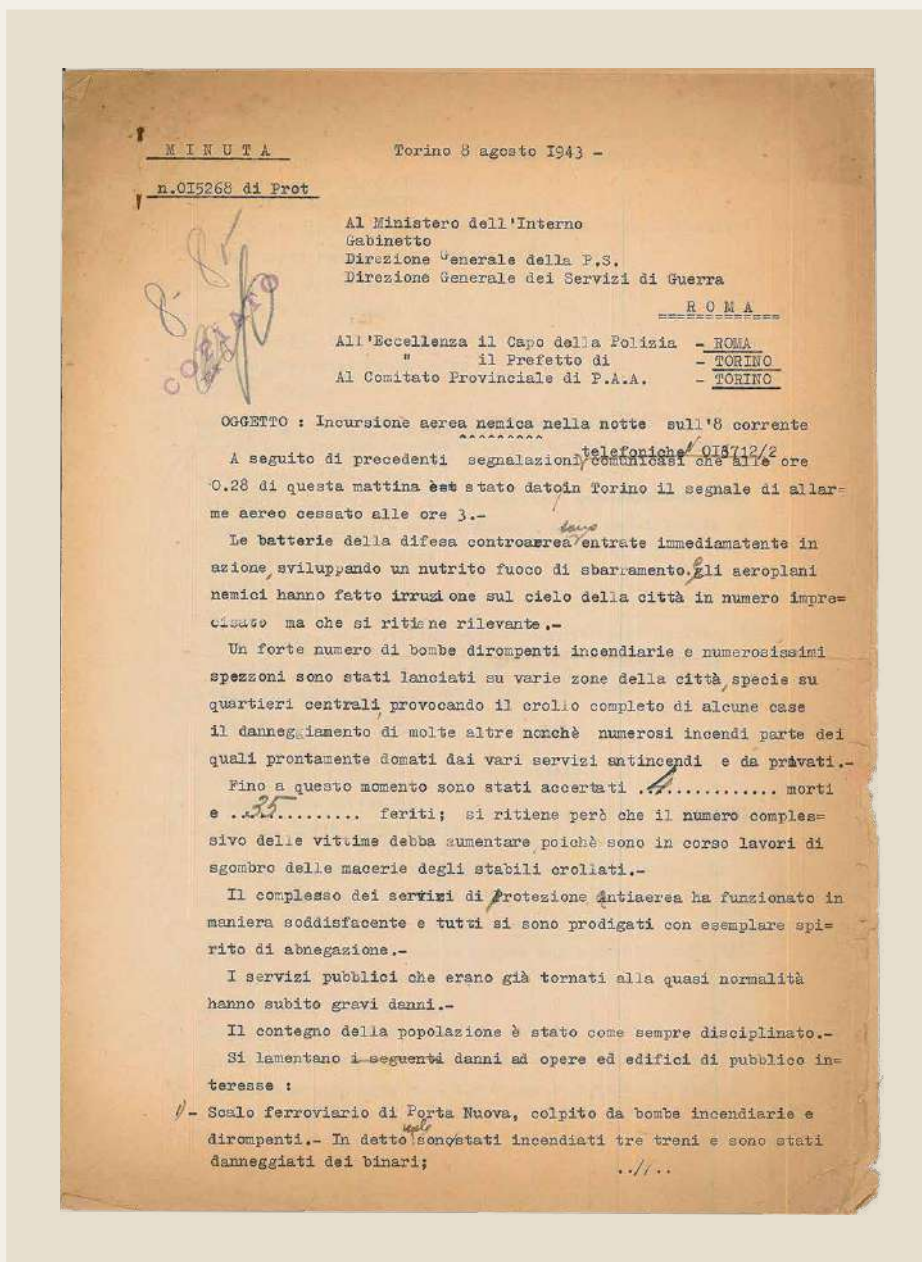 M I N U T A
Torino 8 agosto I943 -
n.OI5268 di Prot
8. 85
COPIATO
Al Ministero dell'Interno
Gabinetto
Direzione Generale della P.S.
Direzione Generale dei Servizi di Guerra
R O M A
All'Eccellenza il Capo della Polizia - ROMA
" il Prefetto di - TORINO
Al Comitato Provinciale di P.A.A. - TORINO
OGGETTO : Incursione aerea nemica nella notte sull'8 corrente
telefoniche
A seguito di precedenti segnalazioni comunicasi che alle ore
0.28 di questa mattina è stato dato in Torino il segnale di allar=
me aereo cessato alle ore 3.-
sono
Le batterie della difesa controaerea entrate immediamatente in
azione, sviluppando un nutrito fuoco di sbarramento. gli aeroplani
nemici hanno fatto irruzione sul cielo della città in numero impre=
cisato ma che si ritiene rilevante.-
Un forte numero di bombe dirompenti incendiarie e numerosissimi
spezzoni sono stati lanciati su varie zone della città, specie su
quartieri centrali, provocando il crollo completo di alcune case
il danneggiamento di molte altre nonchè numerosi incendi parte dei
quali prontamente domati dai vari servizi antincendi e da privati.-
Fino a questo momento sono stati accertati .4............ morti
e ..35......... feriti; si ritiene però che il numero comples=
sivo delle vittime debba aumentare, poichè sono in corso lavori di
sgombro delle macerie degli stabili crollati.-
Il complesso dei servizi di Protezione Antiaerea ha funzionato in
maniera soddisfacente e tutti si sono prodigati con esemplare spi=
rito di abnegazione.-
I servizi pubblici che erano già tornati alla quasi normalità
hanno subito gravi danni.-
Il contegno della popolazione è stato come sempre disciplinato.-
Si lamentano i seguenti danni ad opere ed edifici di pubblico in=
teresse :
1)- Scalo ferroviario di Porta Nuova, colpito da bombe incendiarie e
dirompenti.- In detto sono stati incendiati tre treni e sono stati
danneggiati dei binari;
..//..